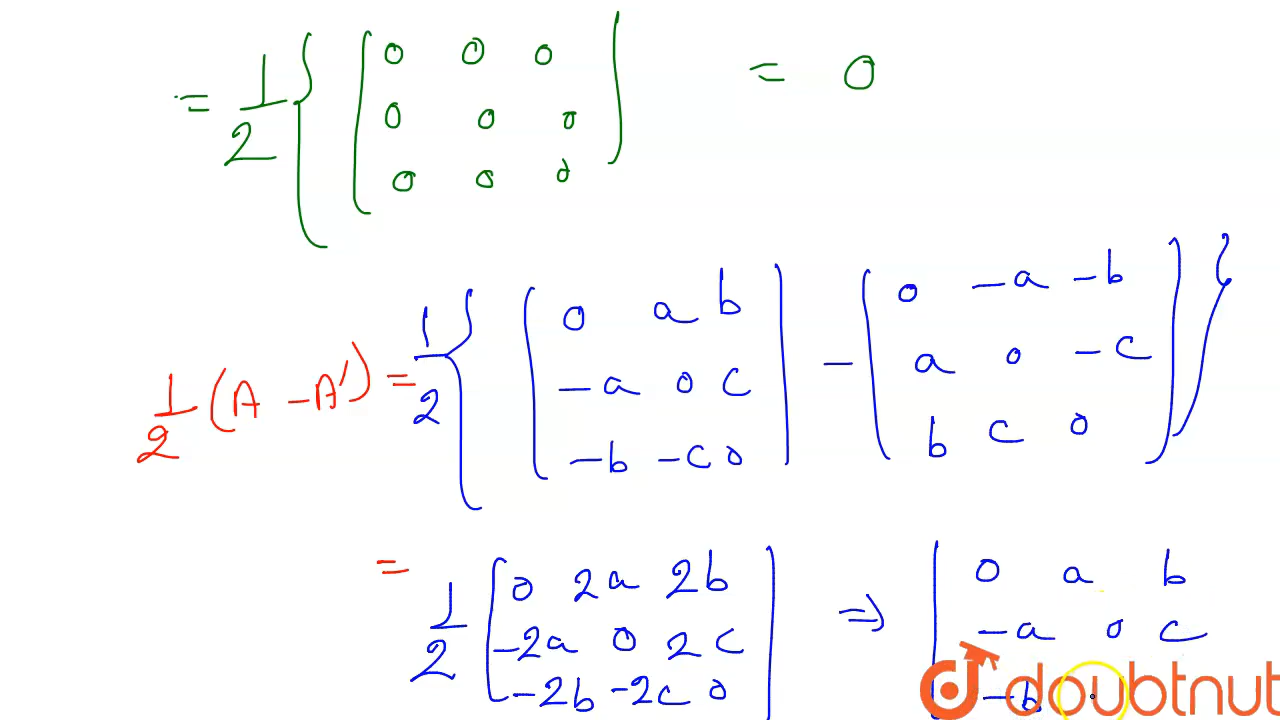 = 1/2 { [ 0 0 0
0 0 0
0 0 0 ] = 0
1/2 (A - A') = 1/2 { [ 0 a b
-a 0 c
-b -c 0 ] - [ 0 -a -b
a 0 -c
b c 0 ] }
= 1/2 [ 0 2a 2b
-2a 0 2c
-2b -2c 0 ] ⇒ [ 0 a b
-a 0 c
-b
doubtnut